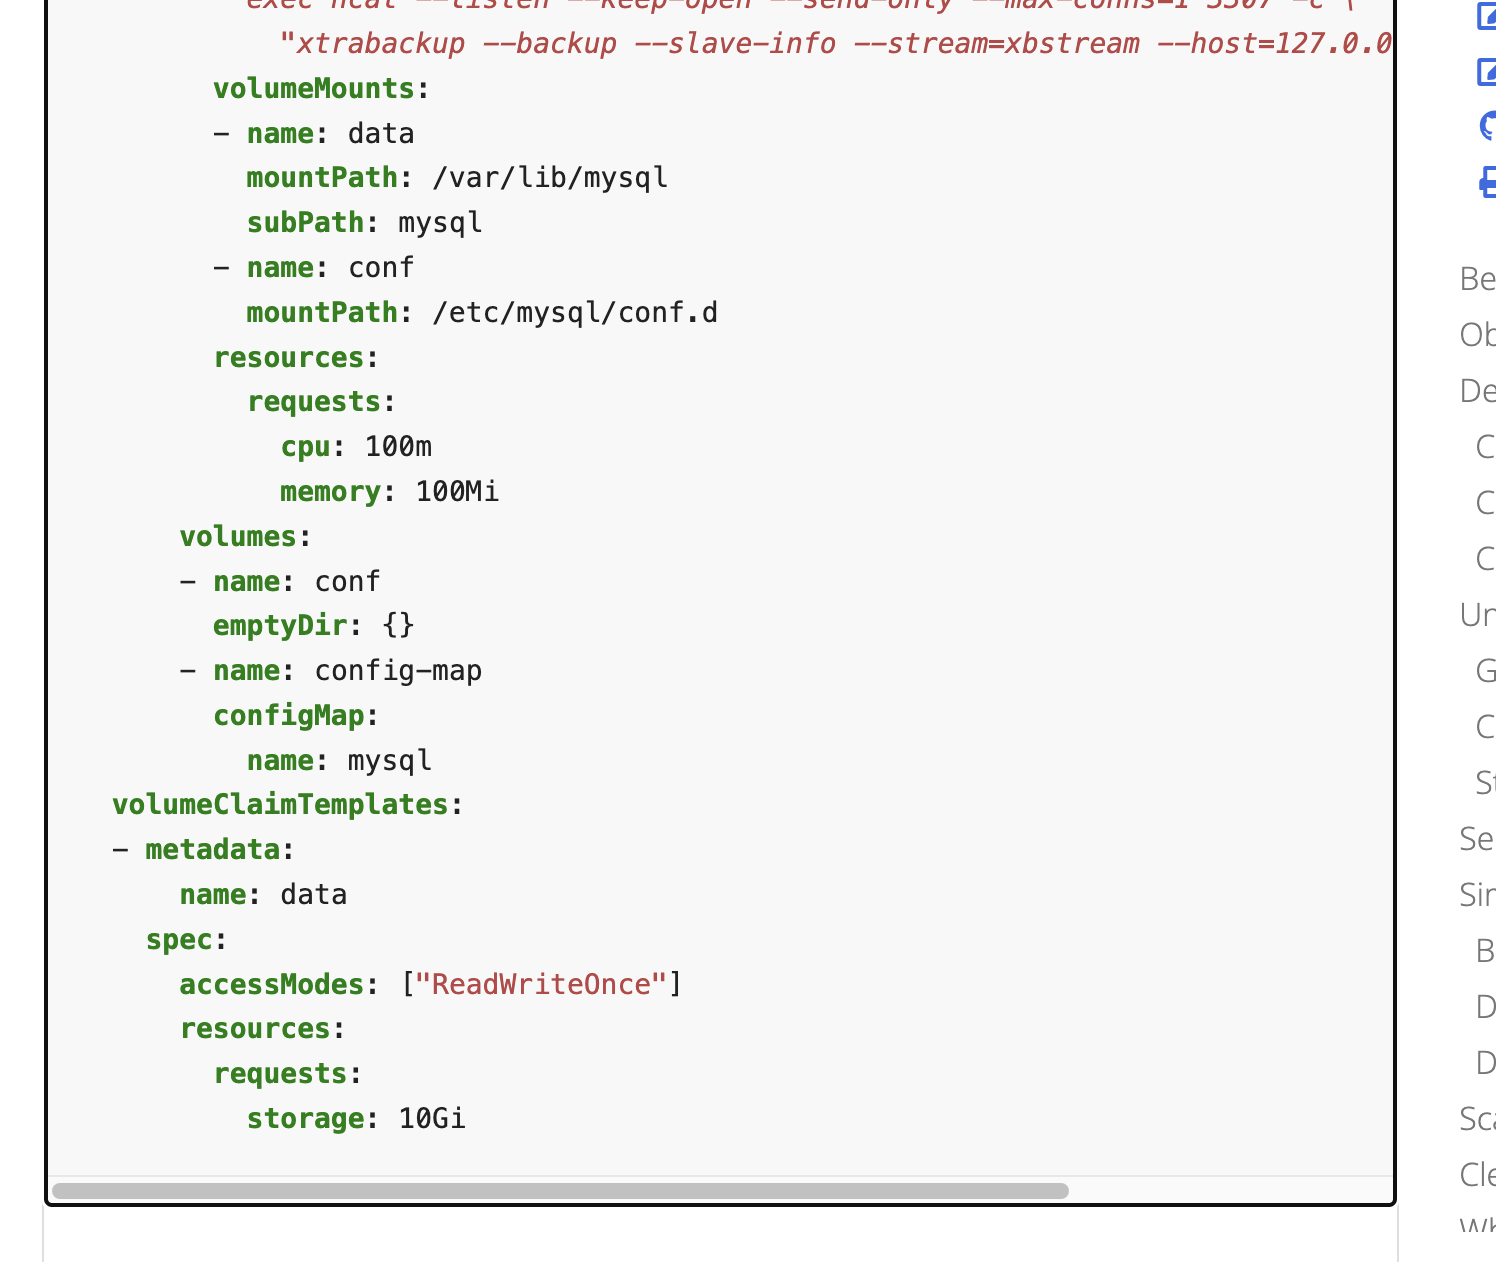 exec ncat --listen --keep-open --send-only --max-conns=1 3307 -c \
"xtrabackup --backup --slave-info --stream=xbstream --host=127.0.0
volumeMounts:
- name: data
mountPath: /var/lib/mysql
subPath: mysql
- name: conf
mountPath: /etc/mysql/conf.d
resources:
requests:
cpu: 100m
memory: 100Mi
volumes:
- name: conf
emptyDir: {}
- name: config-map
configMap:
name: mysql
volumeClaimTemplates:
- metadata:
name: data
spec:
accessModes: ["ReadWriteOnce"]
resources:
requests:
storage: 10Gi
Be
Ob
De
C
C
C
Un
G
C
St
Se
Sim
B
D
D
Sca
Cle
Wh